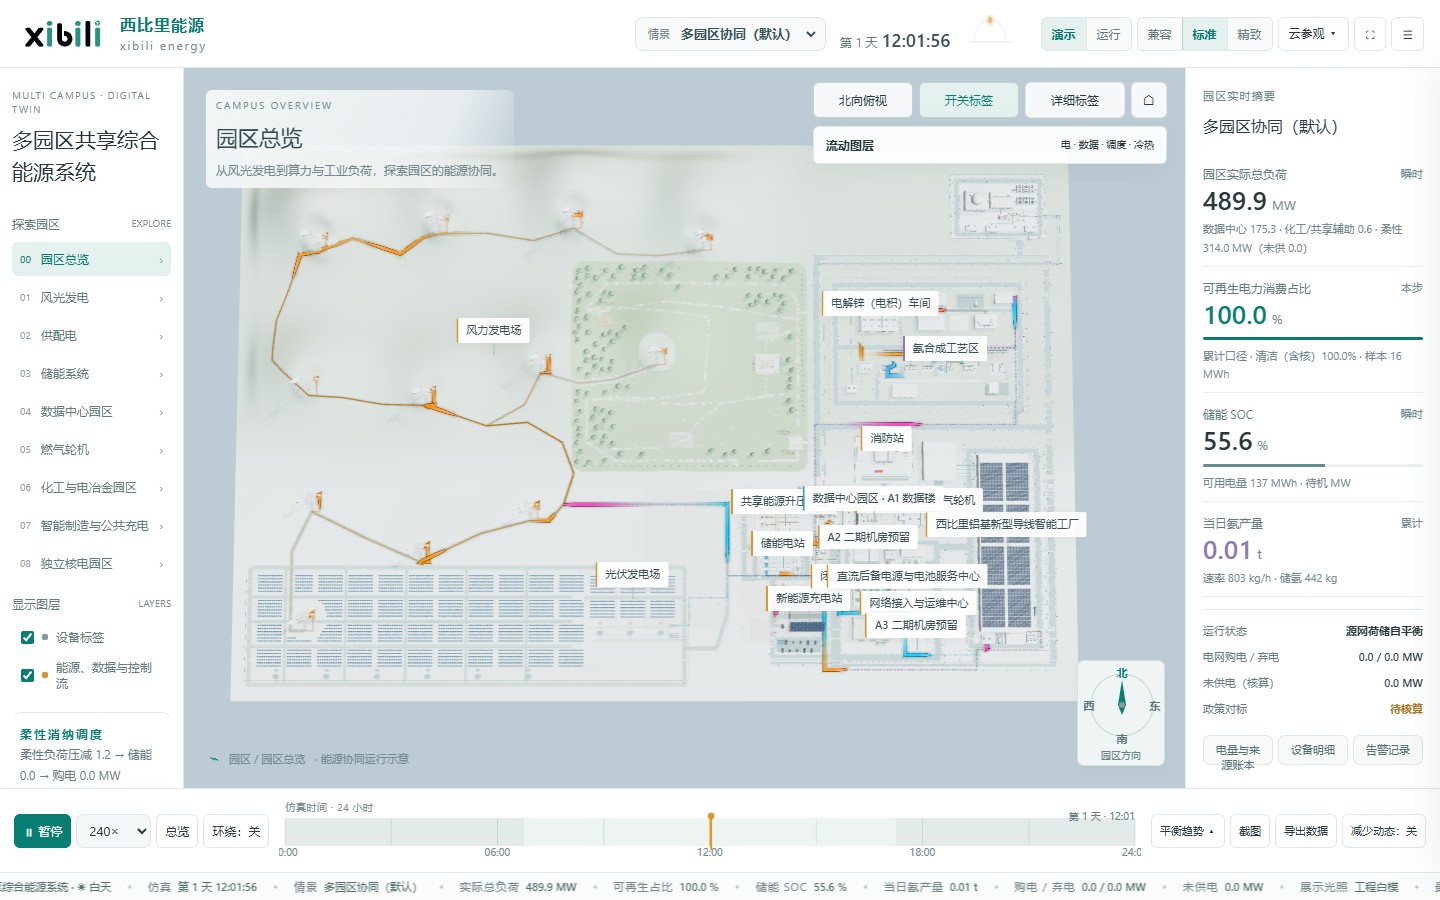 xibili
西比里能源
xibili energy
情景 多园区协同（默认）
第 1 天 12:01:56
演示
运行
兼容
标准
精致
云参观
MULTI CAMPUS · DIGITAL
TWIN
多园区共享综合
能源系统
探索园区
EXPLORE
00 园区总览 ›
01 风光发电 ›
02 供配电 ›
03 储能系统 ›
04 数据中心园区 ›
05 燃气轮机 ›
06 化工与电冶金园区 ›
07 智能制造与公共充电 ›
08 独立核电园区 ›
显示图层
LAYERS
设备标签
能源、数据与控制
流
柔性消纳调度
柔性负荷压减 1.2 → 储能
0.0 → 购电 0.0 MW
CAMPUS OVERVIEW
园区总览
从风光发电到算力与工业负荷，探索园区的能源协同。
北向俯视
开关标签
详细标签
流动图层
电 · 数据 · 调度 · 冷热
电解锌（电积）车间
风力发电场
氨合成工艺区
消防站
共享能源升压
数据中心园区 · A1 数据楼
气轮机
西比里铝基新型导线智能工厂
储能电站
A2 二期机房预留
光伏发电场
直流后备电源与电池服务中心
新能源充电站
网络接入与运维中心
A3 二期机房预留
北
西
东
南
园区方向
园区 / 园区总览 · 能源协同运行示意
园区实时摘要
多园区协同（默认）
园区实际总负荷
瞬时
489.9 MW
数据中心 175.3 · 化工/共享辅助 0.6 · 柔性
314.0 MW（未供 0.0）
可再生电力消费占比
本步
100.0 %
累计口径 · 清洁（含核）100.0% · 样本 16
MWh
储能 SOC
瞬时
55.6 %
可用电量 137 MWh · 待机 MW
当日氨产量
累计
0.01 t
速率 803 kg/h · 储氢 442 kg
运行状态
源网荷储自平衡
电网购电 / 弃电
0.0 / 0.0 MW
未供电（核算）
0.0 MW
政策对标
待核算
电量与来
源账本
设备明细
告警记录
暂停
240×
总览
环绕：关
仿真时间 · 24 小时
第 1 天 · 12:01
0:00
06:00
12:00
18:00
24:0
平衡趋势
截图
导出数据
减少动态：关
综合能源系统 · ☀ 白天 • 仿真 第 1 天 12:01:56 • 情景 多园区协同（默认） • 实际总负荷 489.9 MW • 可再生占比 100.0 % • 储能 SOC 55.6 % • 当日氨产量 0.01 t • 购电 / 弃电 0.0 / 0.0 MW • 未供电 0.0 MW • 展示光照 工程白模 •